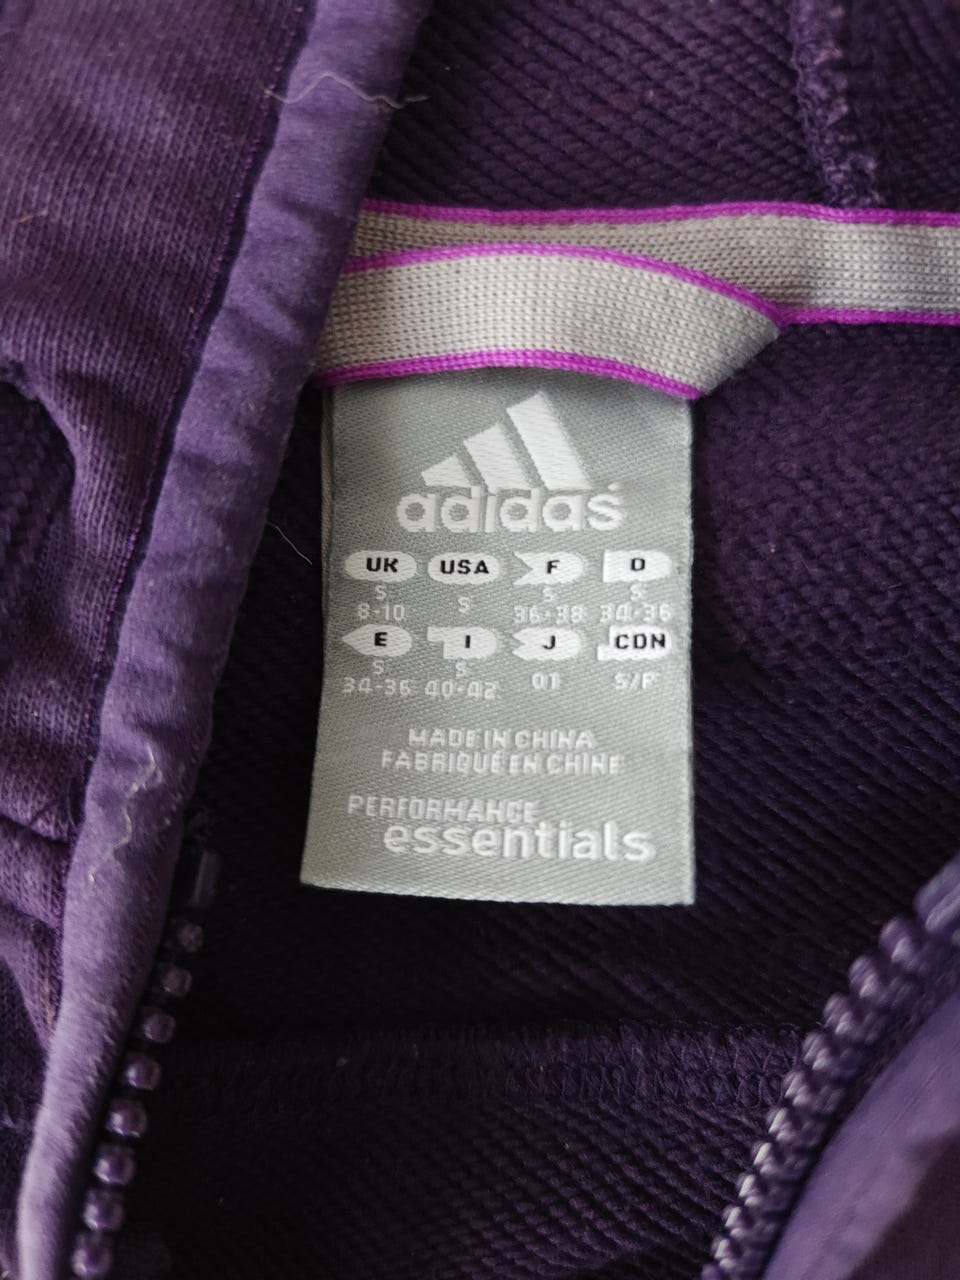 adidas
UK USA F D
S S S S
8-10 36-38 34-36
E I J CDN
S S 01 S/P
34-36 40-42
MADE IN CHINA
FABRIQUÉ EN CHINE
PERFORMANCE
essentials